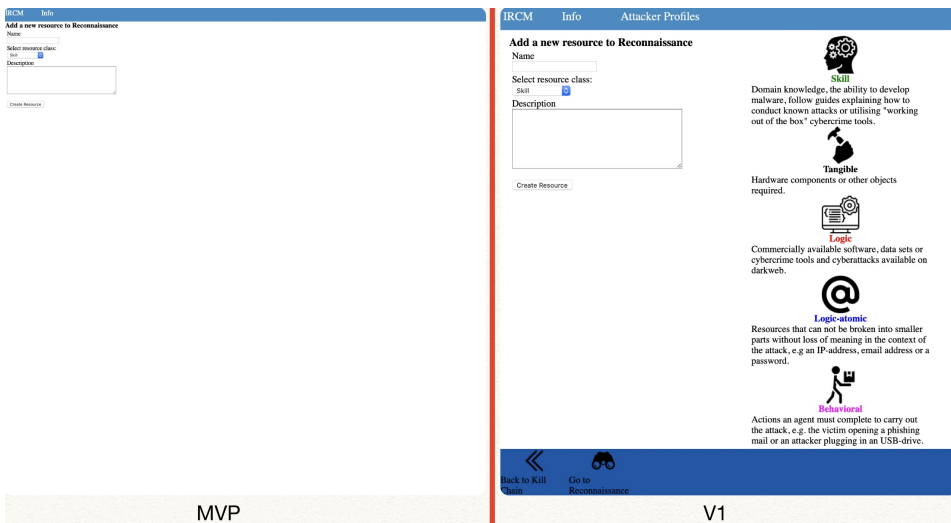 IRCM Info
Add a new resource to Reconnaissance
Name
Select resource class:
Skill
Description
Create Resource
MVP
IRCM Info Attacker Profiles
Add a new resource to Reconnaissance
Name
Select resource class:
Skill
Description
Create Resource
Skill
Domain knowledge, the ability to develop
malware, follow guides explaining how to
conduct known attacks or utilising "working
out of the box" cybercrime tools.
Tangible
Hardware components or other objects
required.
Logic
Commercially available software, data sets or
cybercrime tools and cyberattacks available on
darkweb.
Logic-atomic
Resources that can not be broken into smaller
parts without loss of meaning in the context of
the attack, e.g an IP-address, email address or a
password.
Behavioral
Actions an agent must complete to carry out
the attack, e.g. the victim opening a phishing
mail or an attacker plugging in an USB-drive.
Back to Kill
Chain
Go to
Reconnaissance
V1